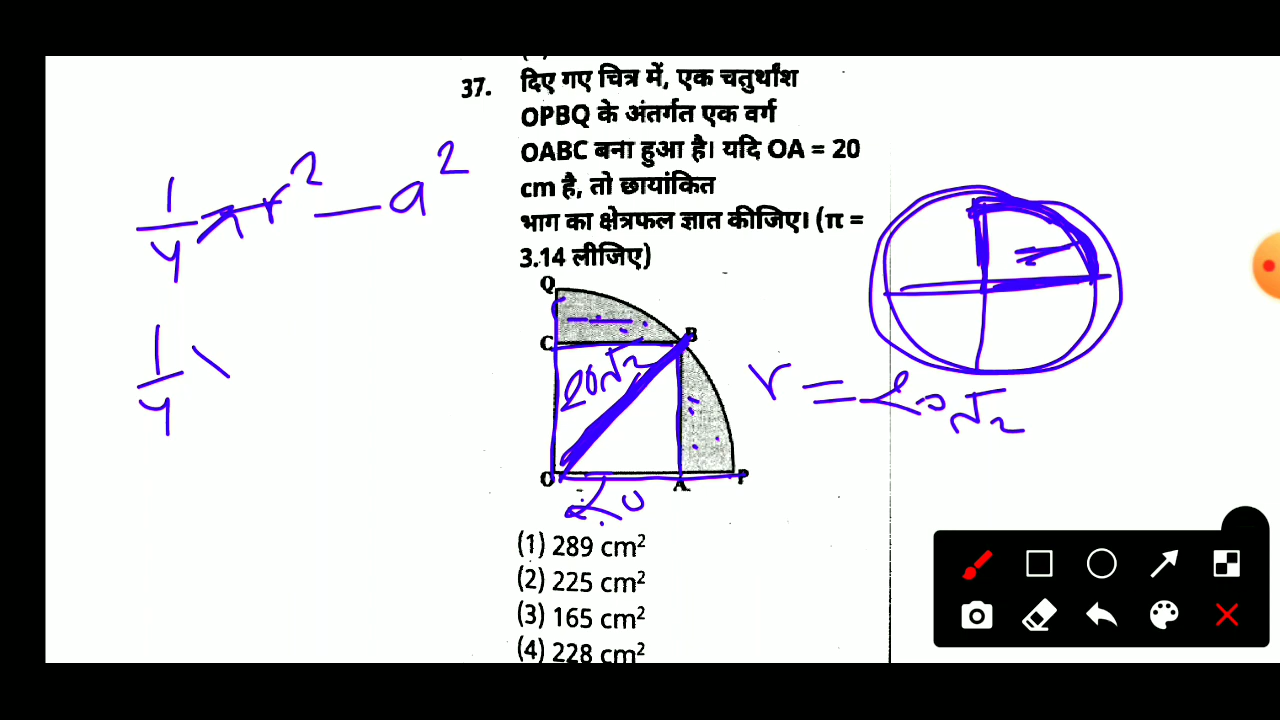 37. दिए गए चित्र में, एक चतुर्थांश
OPBQ के अंतर्गत एक वर्ग
OABC बना हुआ है। यदि OA = 20
cm है, तो छायांकित
भाग का क्षेत्रफल ज्ञात कीजिए। (π =
3.14 लीजिए)
1/4 πr² — a²
1/4 \
Q
C
B
20√2
r = 20√2
O
A
P
20
(1) 289 cm²
(2) 225 cm²
(3) 165 cm²
(4) 228 cm²